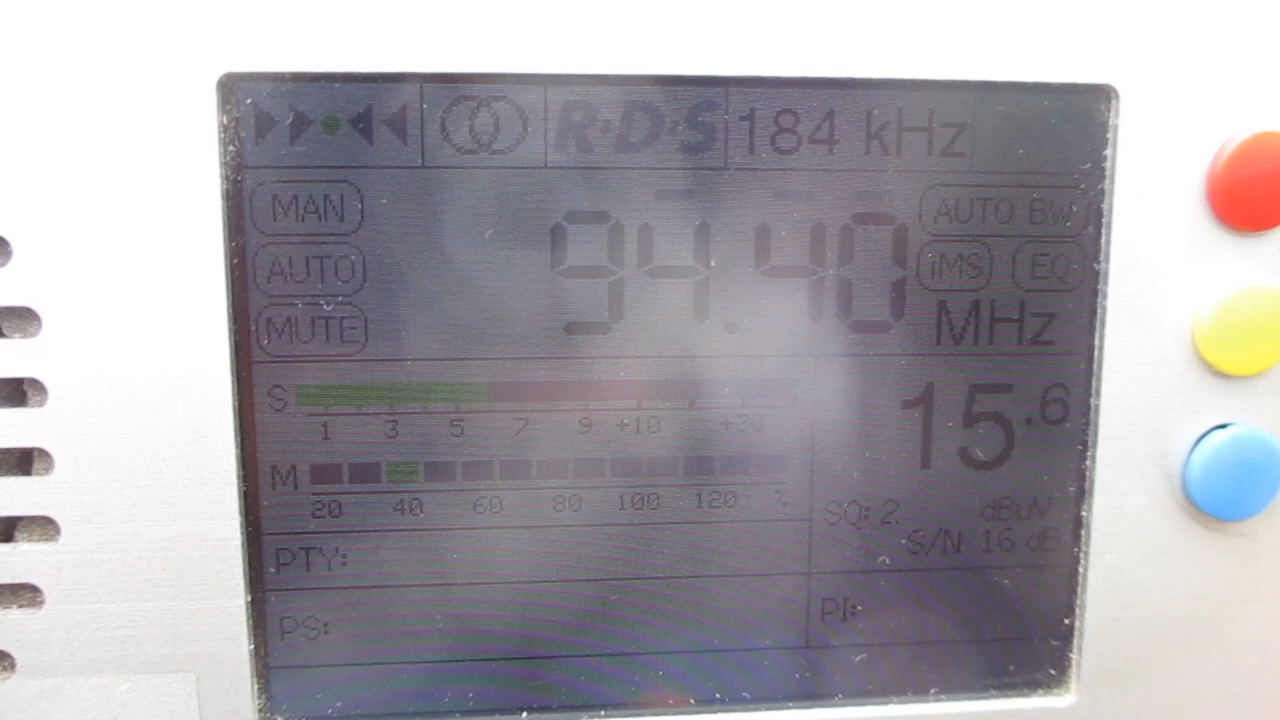 R·D·S 184 kHz
MAN 94.40 AUTO BW
AUTO iMS EQ
MUTE MHz
S
1 3 5 7 9 +10 +30
15.6
M
20 40 60 80 100 120 %
SQ: 2 dBuV
S/N 16 dB
PTY:
PS: PI: